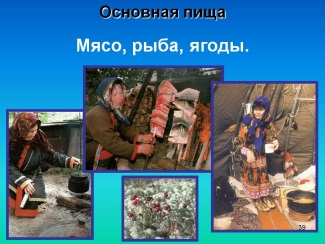 Основная пища
Мясо, рыба, ягоды.
39